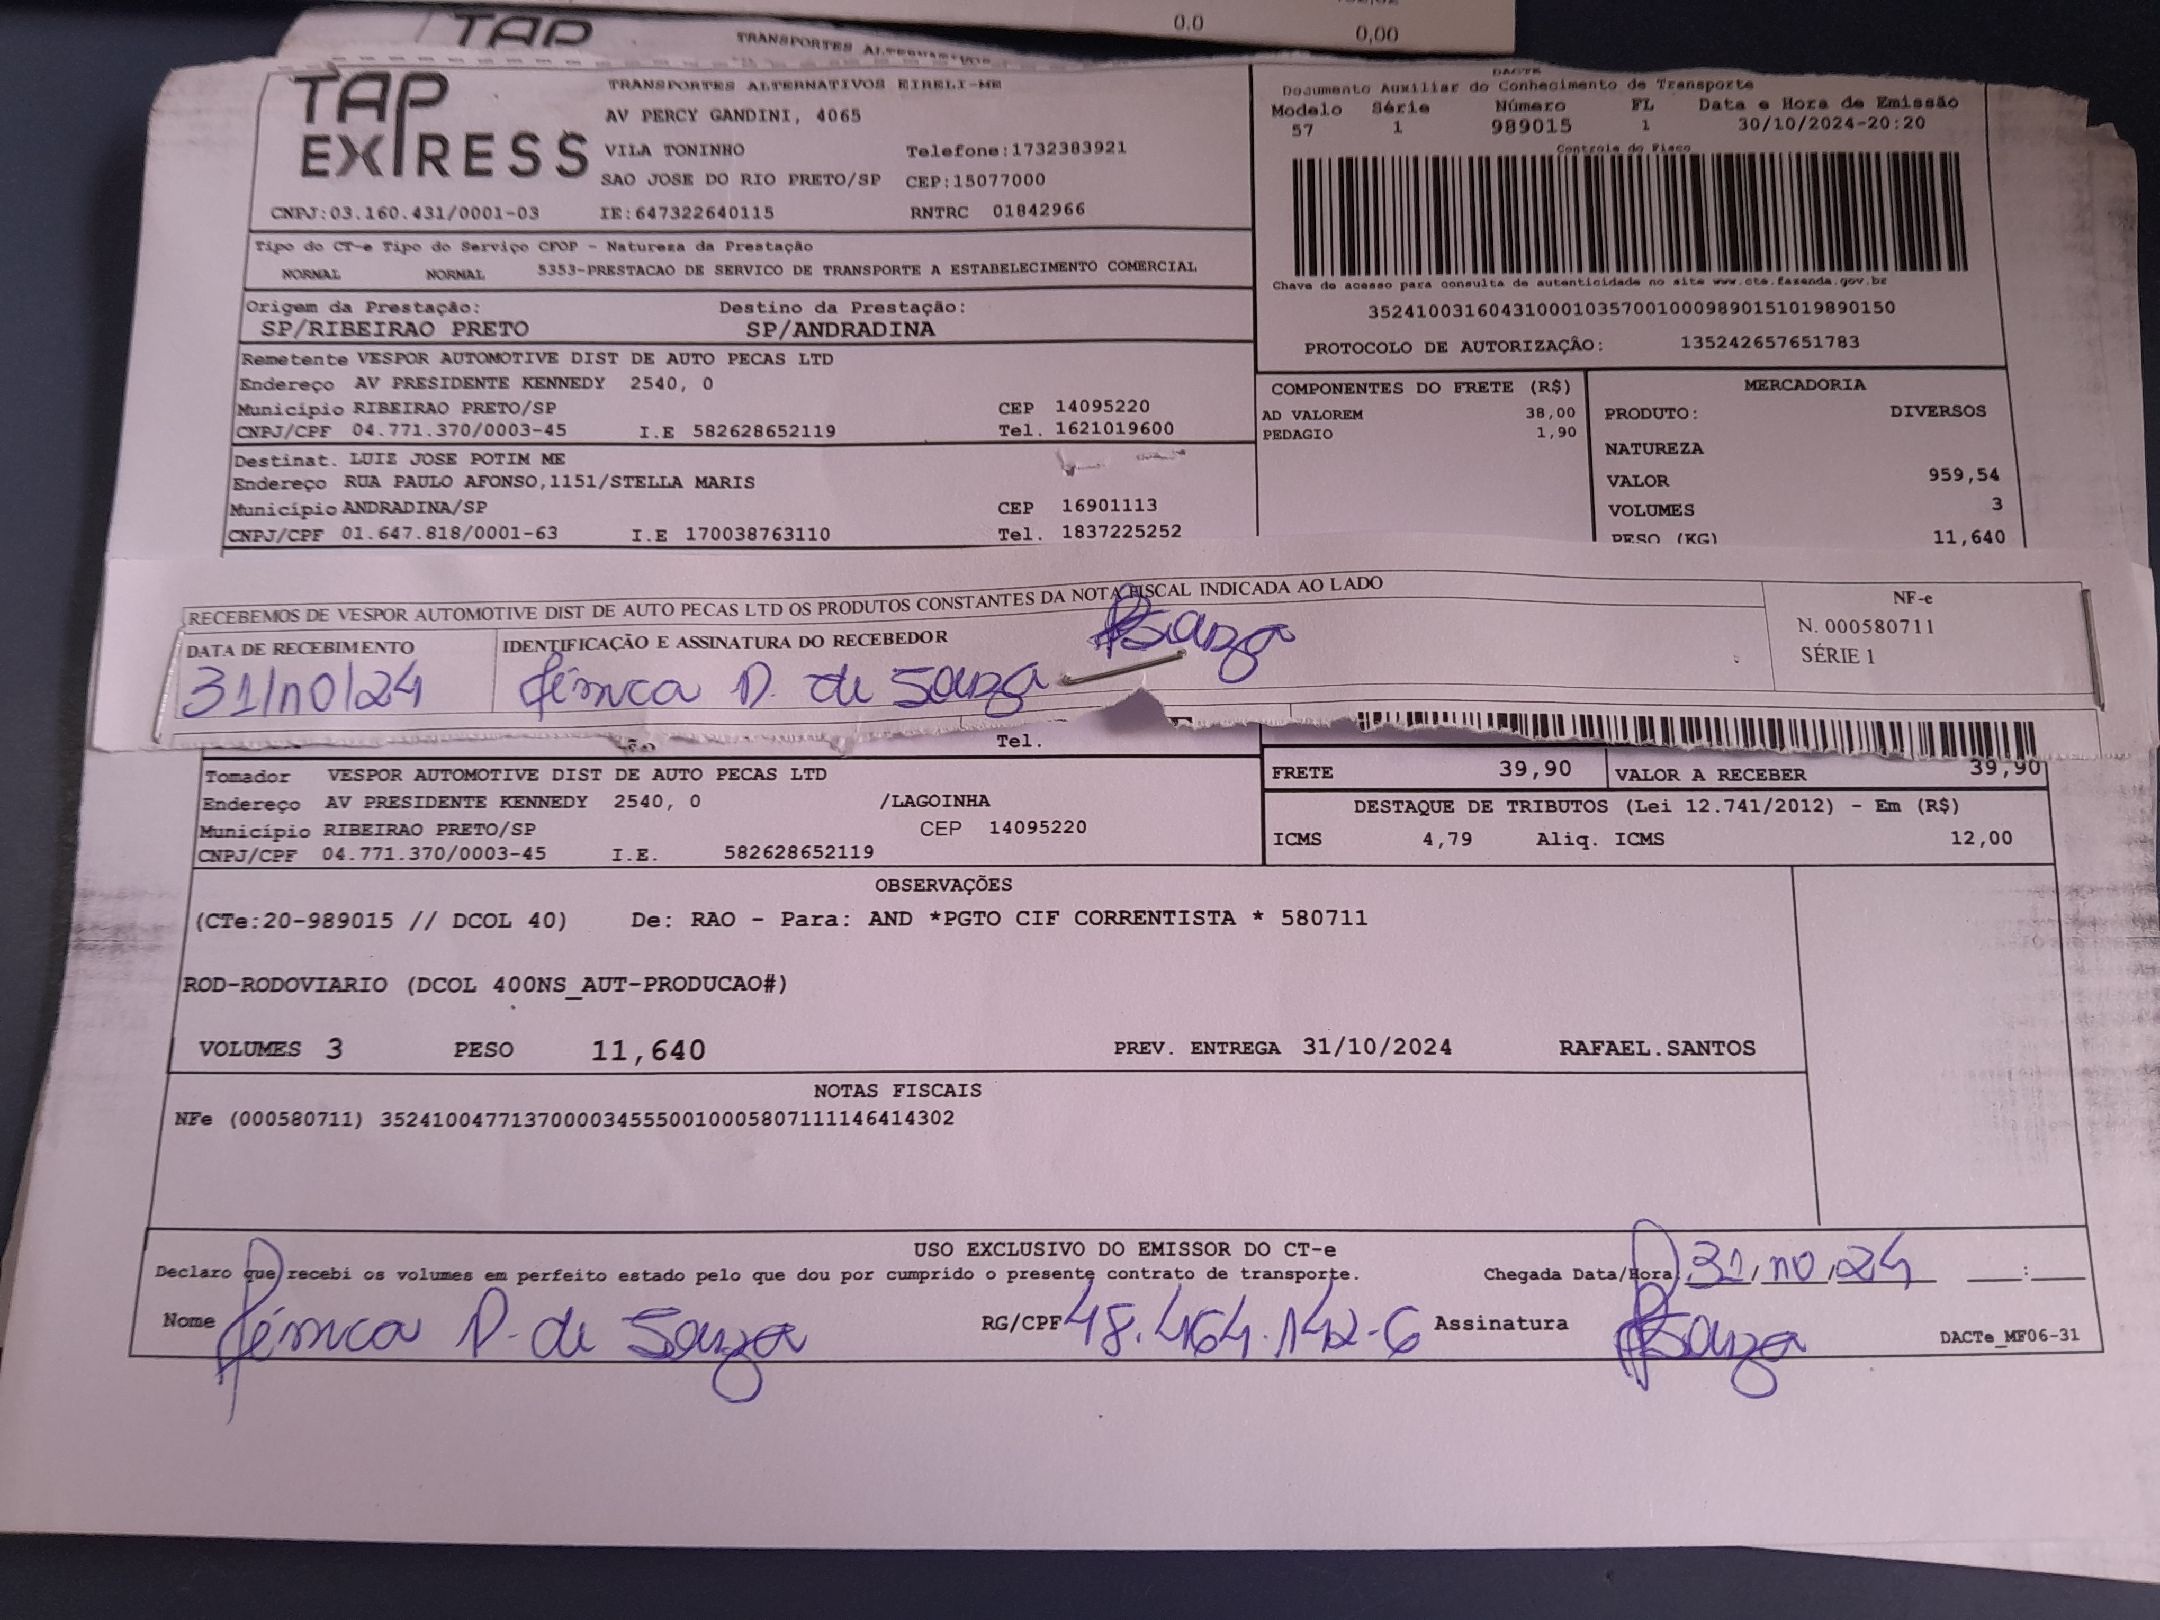 0,0
0,00
TAP
TRANSPORTES
TAP EXPRESS
TRANSPORTES ALTERNATIVOS EIRELI-ME
AV PERCY GANDINI, 4065
VILA TONINHO Telefone:1732383921
SAO JOSE DO RIO PRETO/SP CEP:15077000
CNPJ:03.160.431/0001-03 IE:647322640115 RNTRC 01842966
DACTE
Documento Auxiliar do Conhecimento de Transporte
Modelo Série Número FL Data e Hora de Emissão
57 1 989015 1 30/10/2024-20:20
Controle do Fisco
Chave de acesso para consulta de autenticidade no site www.cte.fazenda.gov.br
35241003160431000103570010009890151019890150
PROTOCOLO DE AUTORIZAÇÃO: 135242657651783
Tipo do CT-e Tipo do Serviço CFOP - Natureza da Prestação
NORMAL NORMAL 5353-PRESTACAO DE SERVICO DE TRANSPORTE A ESTABELECIMENTO COMERCIAL
Origem da Prestação: Destino da Prestação:
SP/RIBEIRAO PRETO SP/ANDRADINA
Remetente VESPOR AUTOMOTIVE DIST DE AUTO PECAS LTD
Endereço AV PRESIDENTE KENNEDY 2540, 0
Município RIBEIRAO PRETO/SP CEP 14095220
CNPJ/CPF 04.771.370/0003-45 I.E 582628652119 Tel. 1621019600
Destinat. LUIZ JOSE POTIM ME
Endereço RUA PAULO AFONSO,1151/STELLA MARIS
Município ANDRADINA/SP CEP 16901113
CNPJ/CPF 01.647.818/0001-63 I.E 170038763110 Tel. 1837225252
COMPONENTES DO FRETE (R$)
AD VALOREM 38,00
PEDAGIO 1,90
MERCADORIA
PRODUTO: DIVERSOS
NATUREZA
VALOR 959,54
VOLUMES 3
PESO (KG) 11,640
RECEBEMOS DE VESPOR AUTOMOTIVE DIST DE AUTO PECAS LTD OS PRODUTOS CONSTANTES DA NOTA FISCAL INDICADA AO LADO
DATA DE RECEBIMENTO IDENTIFICAÇÃO E ASSINATURA DO RECEBEDOR
31/10/24 D. de Souza Souza
NF-e
N. 000580711
SÉRIE 1
Tel.
Tomador VESPOR AUTOMOTIVE DIST DE AUTO PECAS LTD
Endereço AV PRESIDENTE KENNEDY 2540, 0 /LAGOINHA
Município RIBEIRAO PRETO/SP CEP 14095220
CNPJ/CPF 04.771.370/0003-45 I.E. 582628652119
FRETE 39,90 VALOR A RECEBER 39,90
DESTAQUE DE TRIBUTOS (Lei 12.741/2012) - Em (R$)
ICMS 4,79 Aliq. ICMS 12,00
OBSERVAÇÕES
(CTe:20-989015 // DCOL 40) De: RAO - Para: AND *PGTO CIF CORRENTISTA * 580711
ROD-RODOVIARIO (DCOL 400NS_AUT-PRODUCAO#)
VOLUMES 3 PESO 11,640 PREV. ENTREGA 31/10/2024 RAFAEL.SANTOS
NOTAS FISCAIS
NFe (000580711) 35241004771370000345550010005807111146414302
USO EXCLUSIVO DO EMISSOR DO CT-e
Declaro que recebi os volumes em perfeito estado pelo que dou por cumprido o presente contrato de transporte. Chegada Data/Hora: 31/10/24 __:__
Nome D. de Souza RG/CPF 48.464.142-6 Assinatura Souza
DACTe_MF06-31